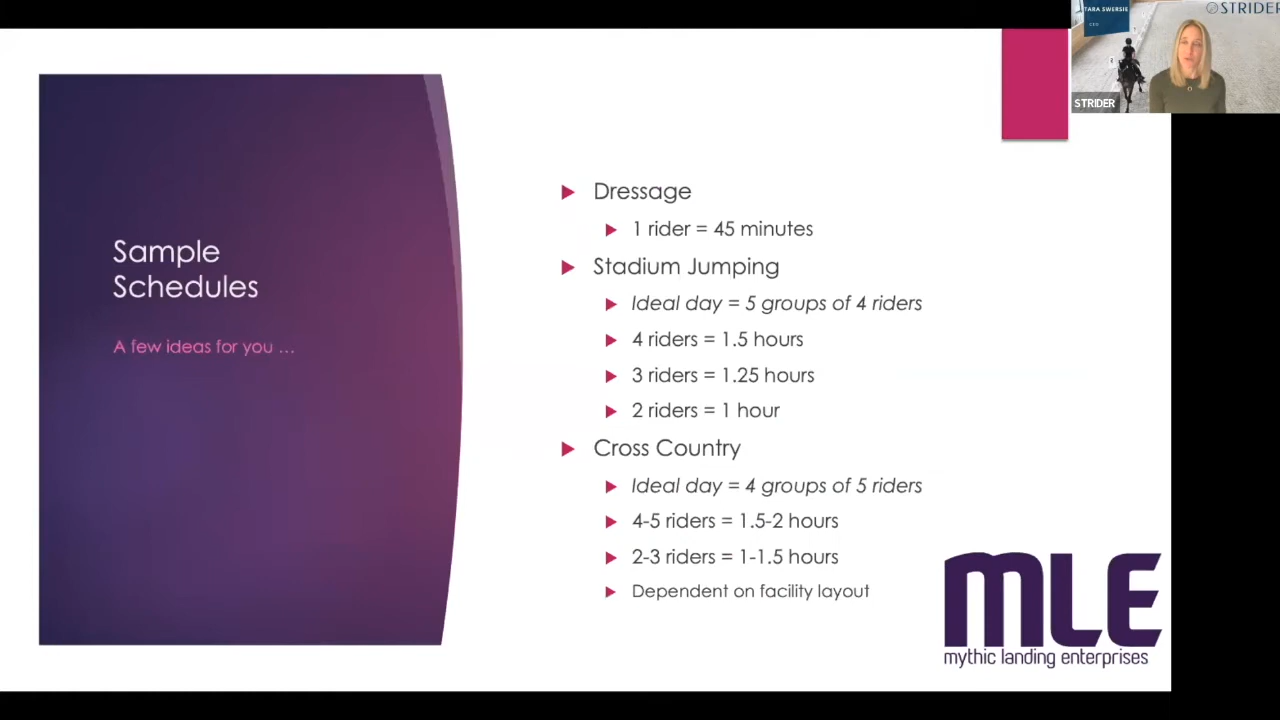 Sample
Schedules
A few ideas for you ...
Dressage
1 rider = 45 minutes
Stadium Jumping
Ideal day = 5 groups of 4 riders
4 riders = 1.5 hours
3 riders = 1.25 hours
2 riders = 1 hour
Cross Country
Ideal day = 4 groups of 5 riders
4-5 riders = 1.5-2 hours
2-3 riders = 1-1.5 hours
Dependent on facility layout
MLE
mythic landing enterprises
TARA SWERSIE
CEO
STRIDER
STRIDER